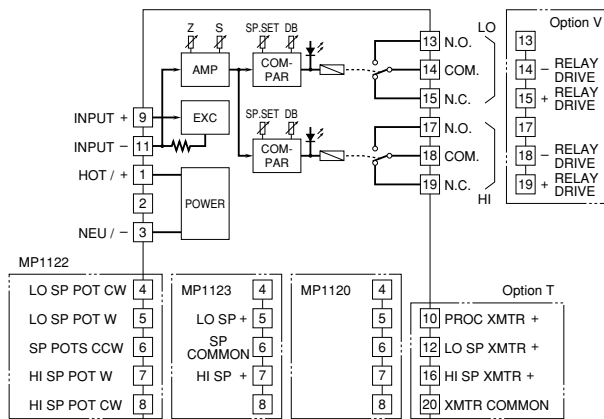 Z S SP.SET DB
AMP
COM-
PAR
LO
13 N.O.
14 COM.
15 N.C.
INPUT + 9
EXC
INPUT − 11
SP.SET DB
COM-
PAR
17 N.O.
18 COM.
19 N.C.
HI
HOT / + 1
2
NEU / − 3
POWER
Option V
13
14 − RELAY
DRIVE
15 + RELAY
DRIVE
17
18 − RELAY
DRIVE
19 + RELAY
DRIVE
MP1122
LO SP POT CW 4
LO SP POT W 5
SP POTS CCW 6
HI SP POT W 7
HI SP POT CW 8
MP1123 4
LO SP + 5
SP
COMMON 6
HI SP + 7
8
MP1120 4
5
6
7
8
Option T
10 PROC XMTR +
12 LO SP XMTR +
16 HI SP XMTR +
20 XMTR COMMON